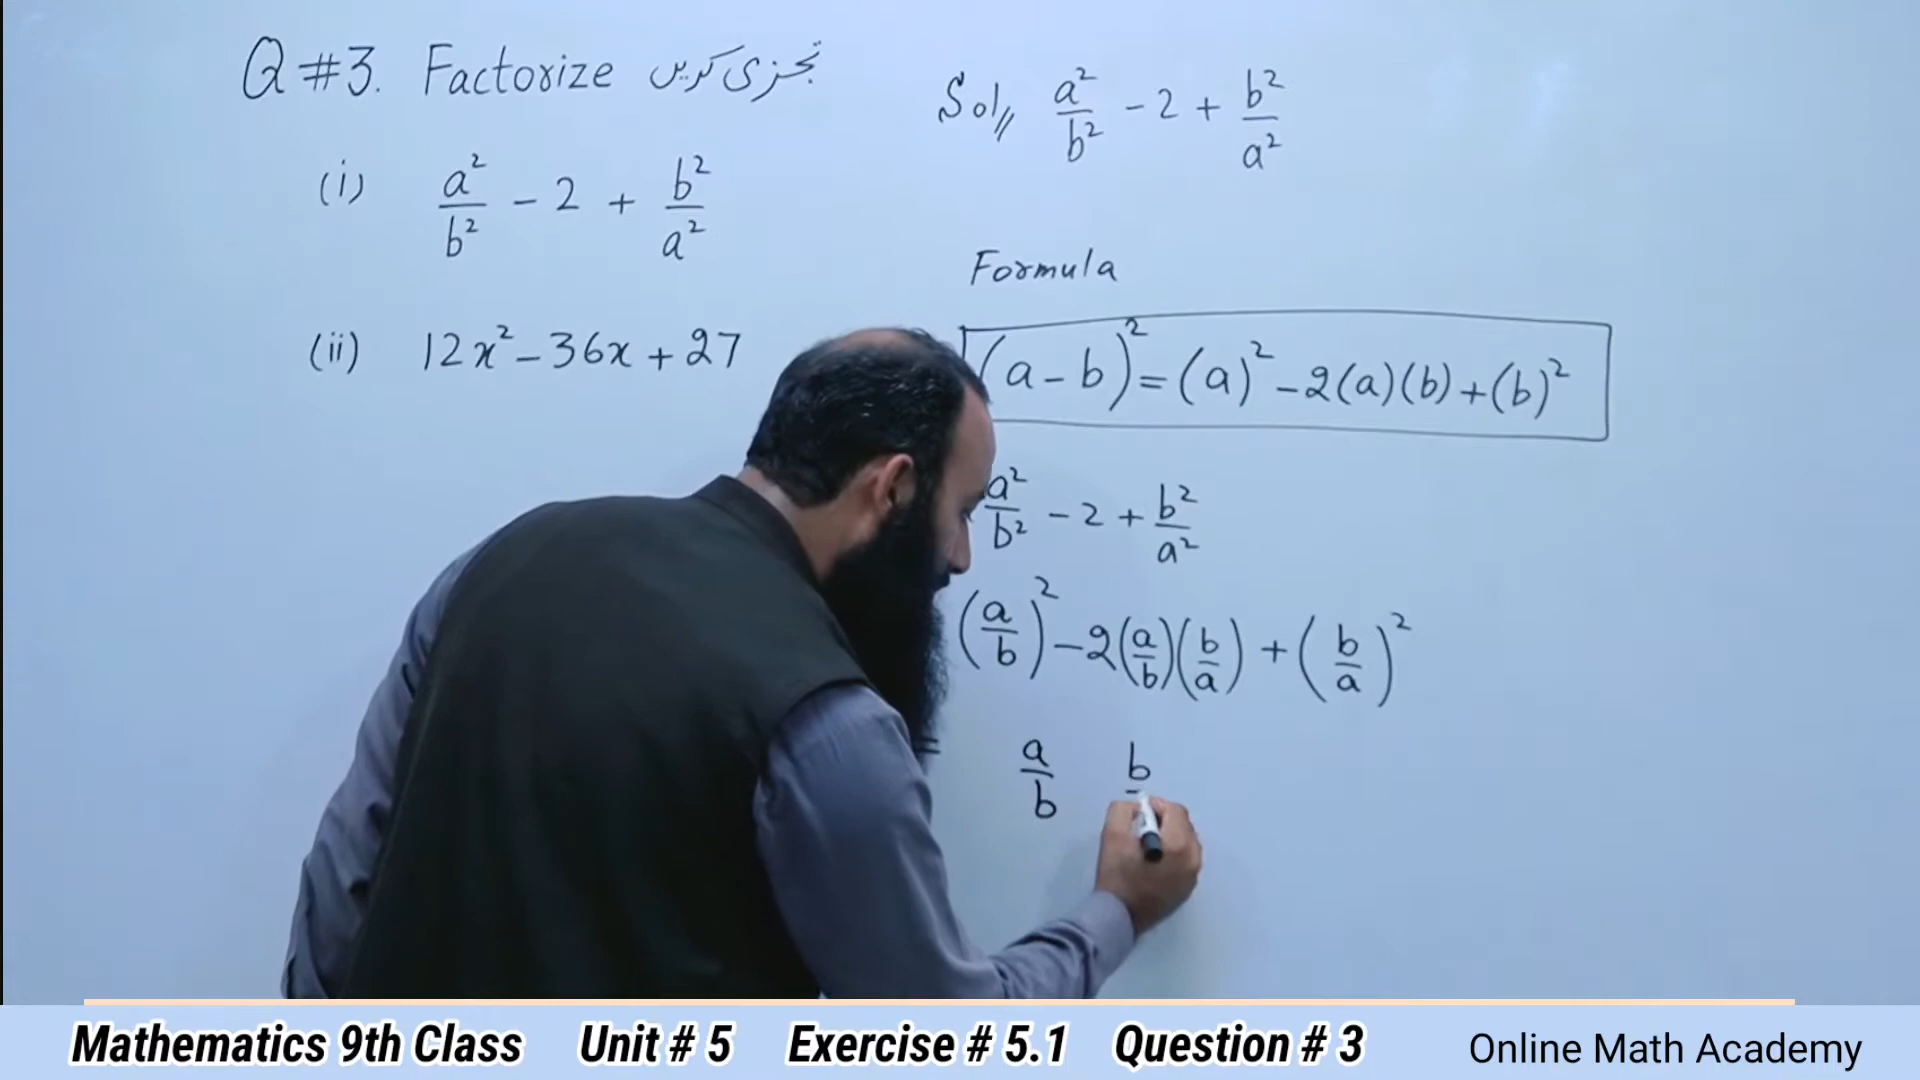 Q #3. Factorize تجزی کریں
(i) a²/b² - 2 + b²/a²
(ii) 12x² - 36x + 27
Sol// a²/b² - 2 + b²/a²
Formula
(a - b)² = (a)² - 2(a)(b) + (b)²
a²/b² - 2 + b²/a²
(a/b)² - 2(a/b)(b/a) + (b/a)²
= a/b b
Mathematics 9th Class Unit # 5 Exercise # 5.1 Question # 3 Online Math Academy